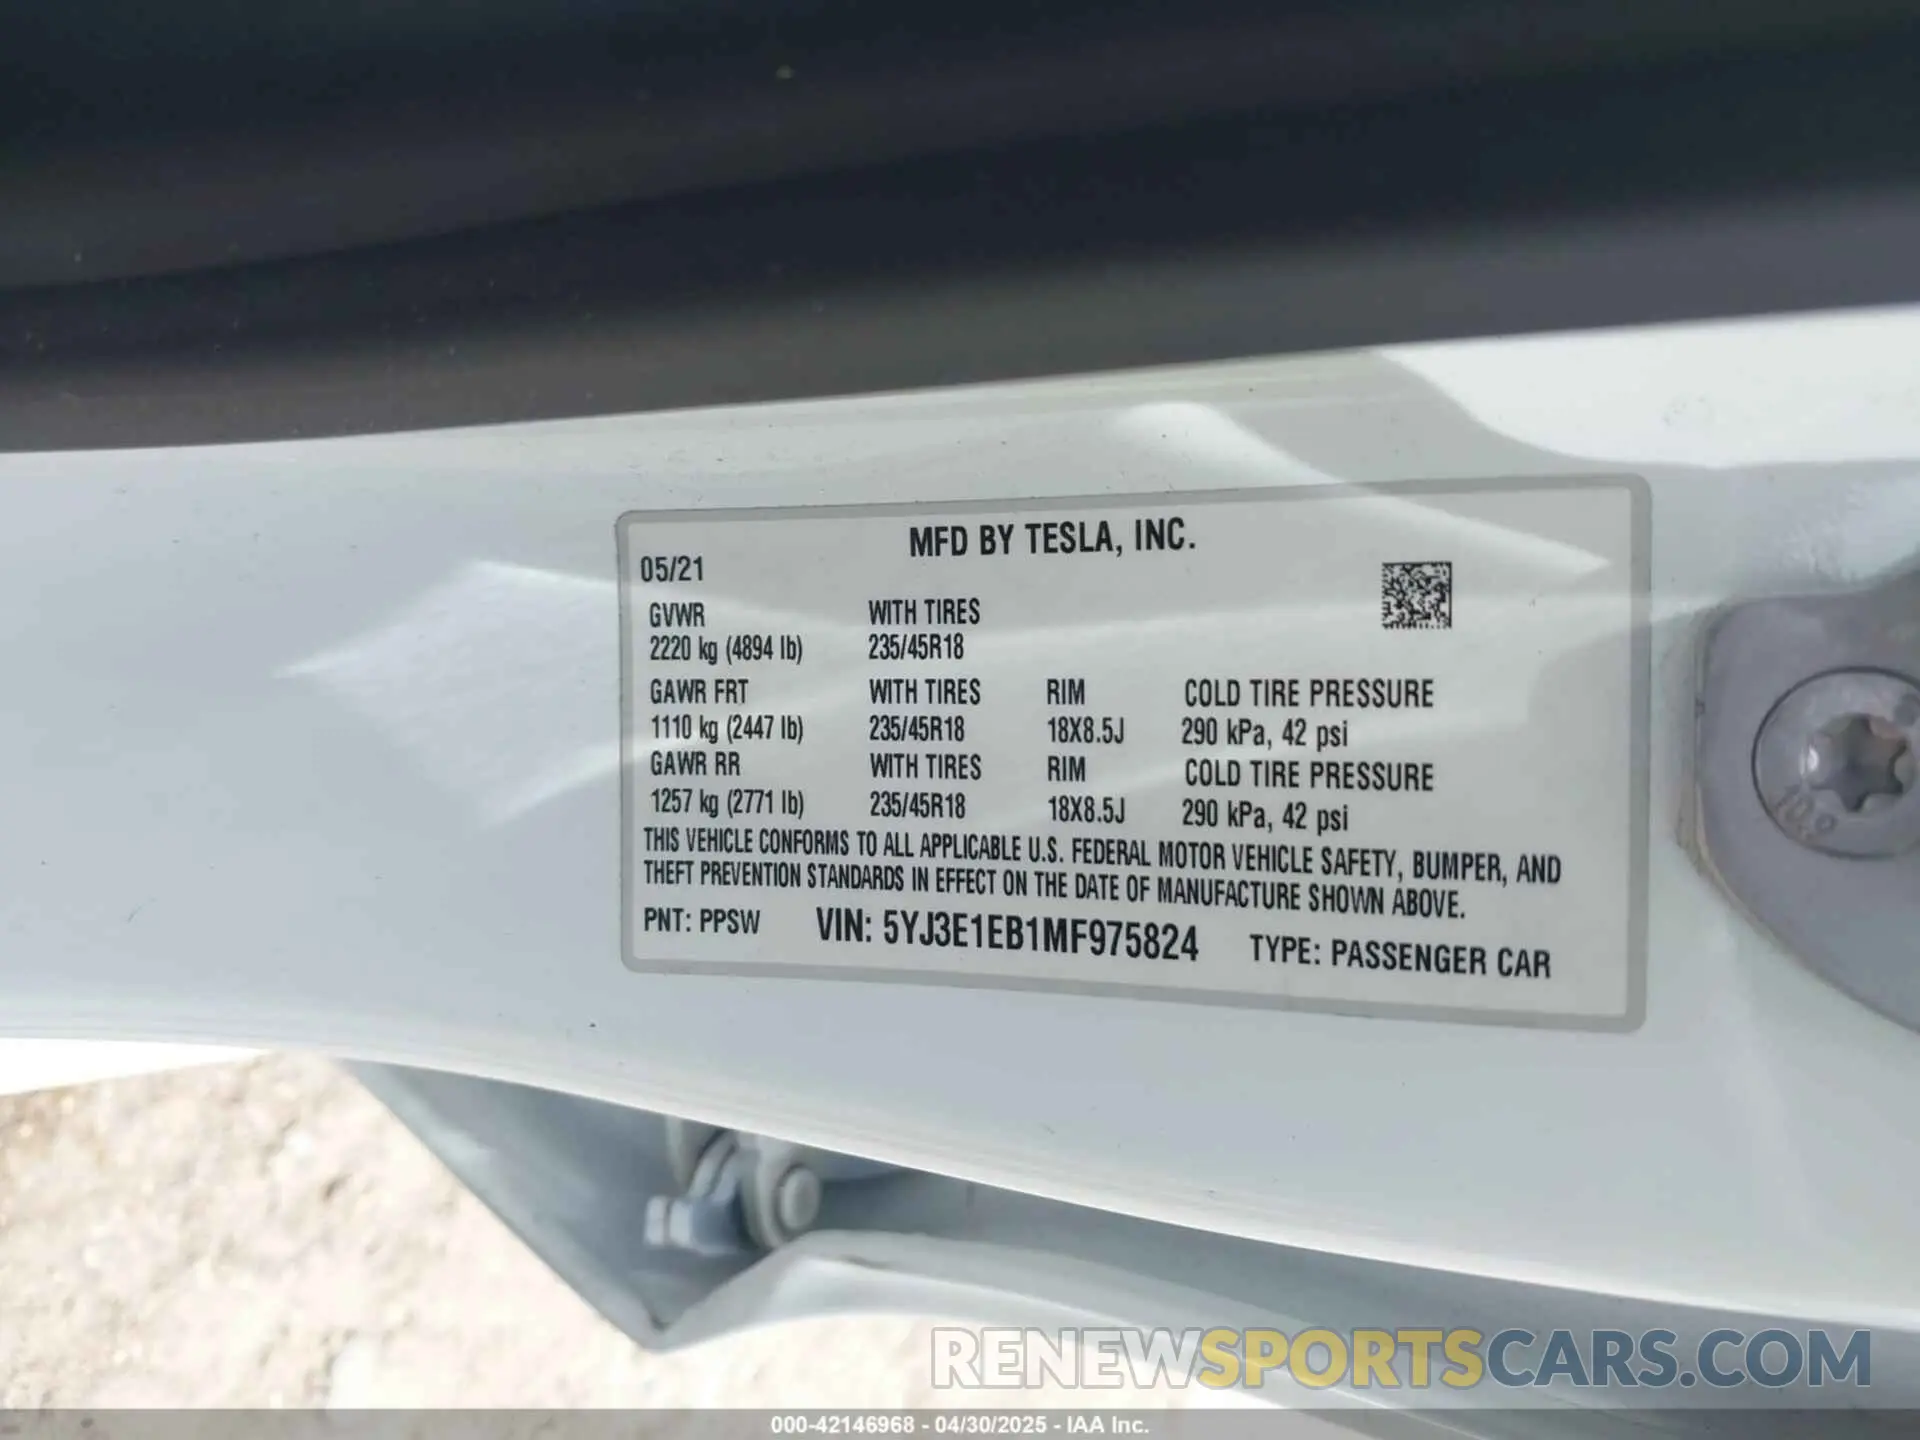 MFD BY TESLA, INC.
05/21
GVWR WITH TIRES
2220 kg (4894 lb) 235/45R18
GAWR FRT WITH TIRES RIM COLD TIRE PRESSURE
1110 kg (2447 lb) 235/45R18 18X8.5J 290 kPa, 42 psi
GAWR RR WITH TIRES RIM COLD TIRE PRESSURE
1257 kg (2771 lb) 235/45R18 18X8.5J 290 kPa, 42 psi
THIS VEHICLE CONFORMS TO ALL APPLICABLE U.S. FEDERAL MOTOR VEHICLE SAFETY, BUMPER, AND
THEFT PREVENTION STANDARDS IN EFFECT ON THE DATE OF MANUFACTURE SHOWN ABOVE.
PNT: PPSW VIN: 5YJ3E1EB1MF975824 TYPE: PASSENGER CAR
10.9
RENEWSPORTSCARS.COM
000-42146968 - 04/30/2025 - IAA Inc.